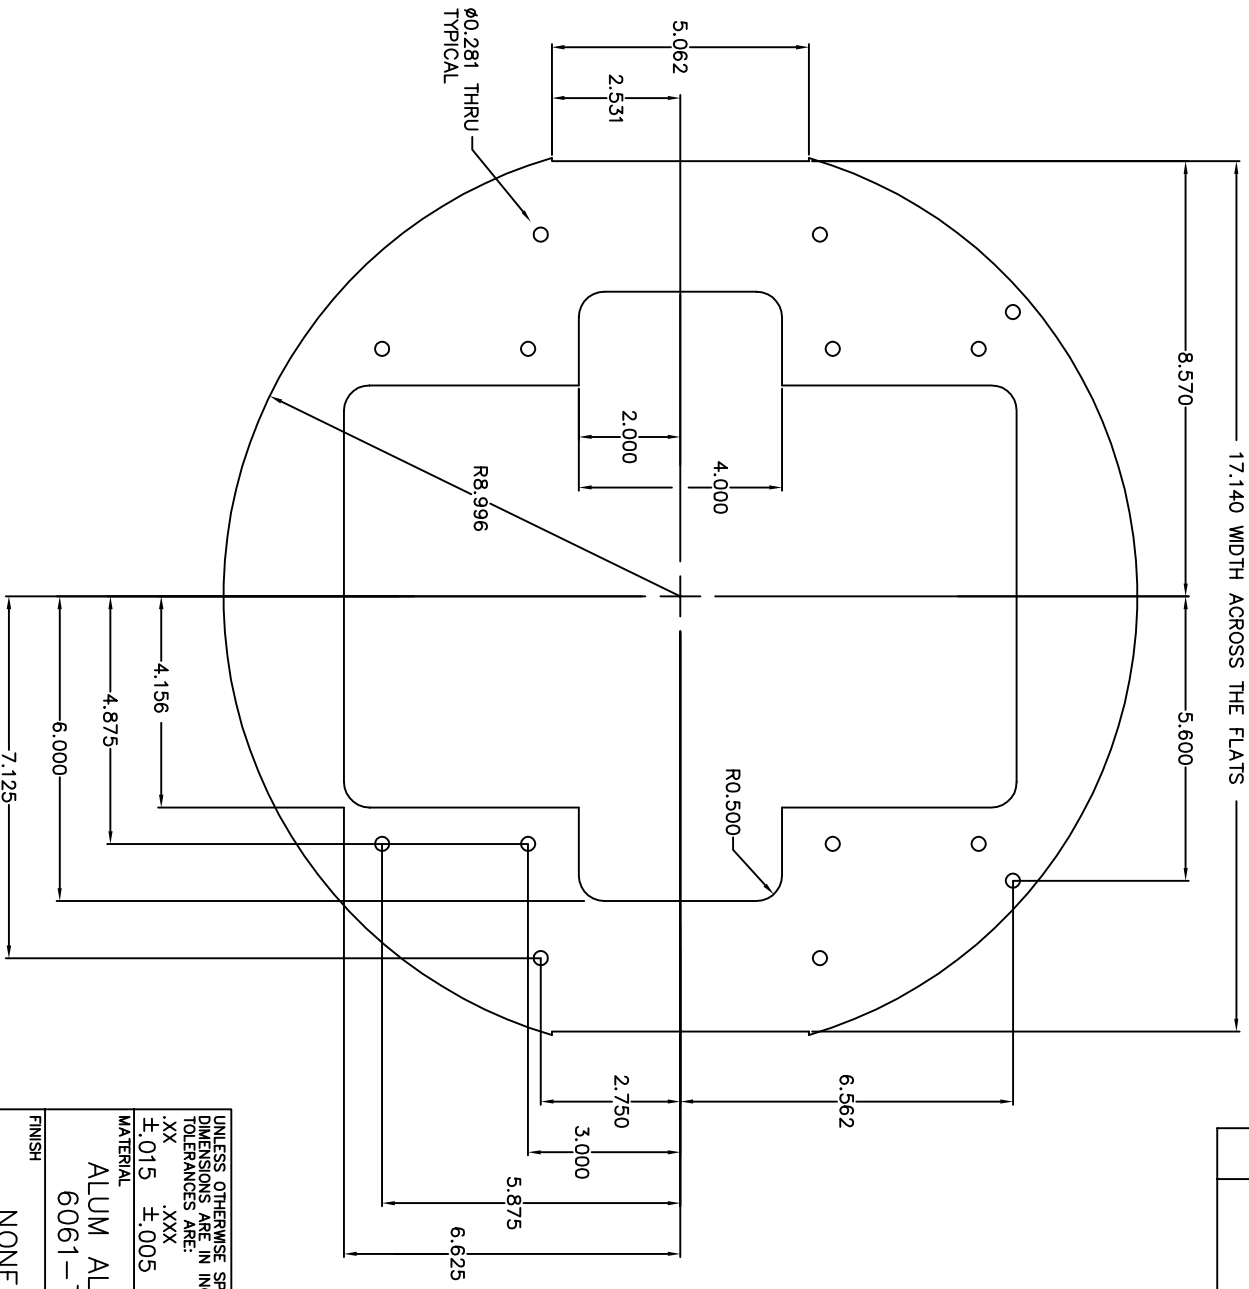 17.140 WIDTH ACROSS THE FLATS
8.570
5.600
5.062
2.531
Ø0.281 THRU
TYPICAL
2.000
4.000
R8.996
R0.500
4.156
4.875
6.000
7.125
6.562
2.750
3.000
5.875
6.625
UNLESS OTHERWISE
DIMENSIONS ARE IN
TOLERANCES ARE:
.XX .XXX
±.015 ±.005
MATERIAL
ALUM AL
6061-
FINISH
NONE